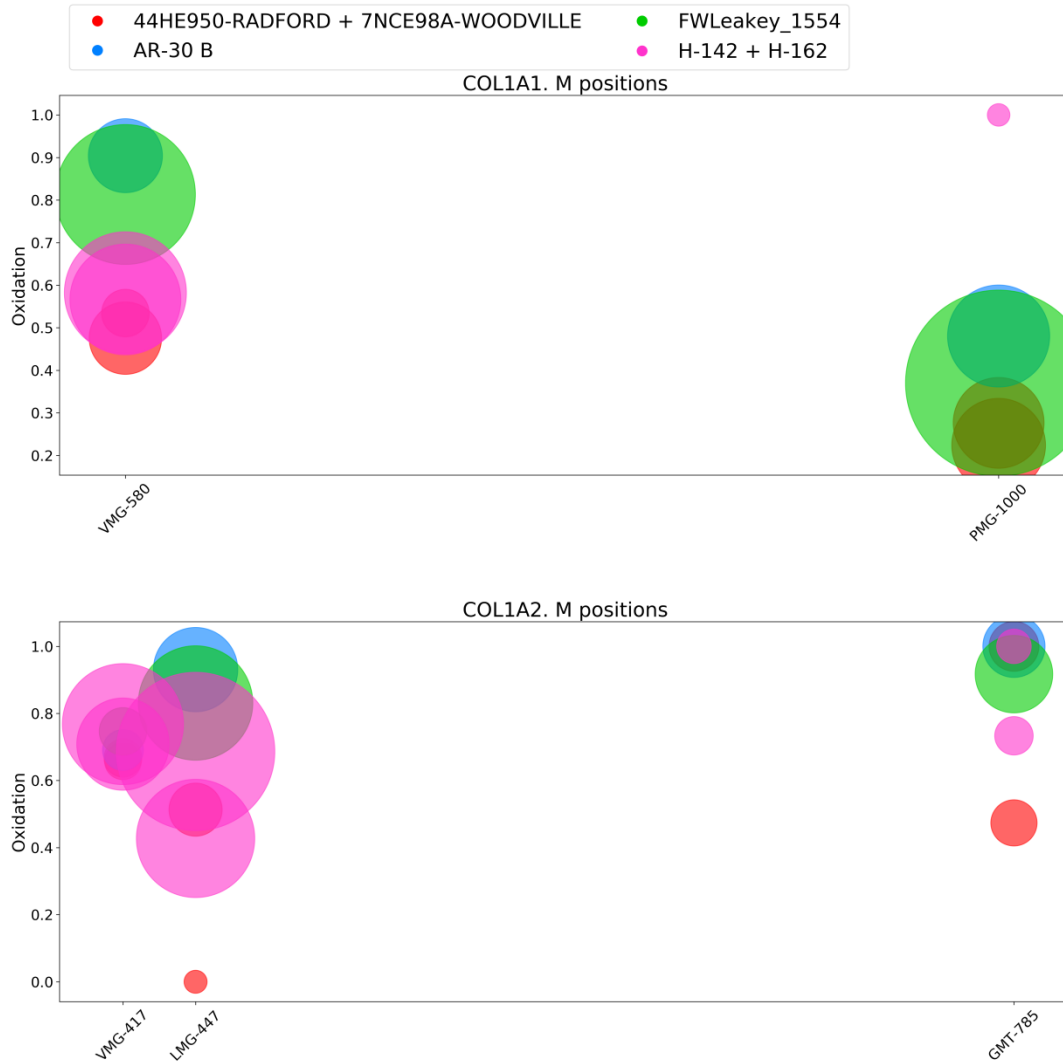 44HE950-RADFORD + 7NCE98A-WOODVILLE
AR-30 B
FWLeakey_1554
H-142 + H-162
COL1A1. M positions
1.0
0.9
0.8
0.7
0.6
0.5
0.4
0.3
0.2
Oxidation
VMG-580
PMG-1000
COL1A2. M positions
1.0
0.8
0.6
0.4
0.2
0.0
Oxidation
VMG-417
LMG-447
GMT-785